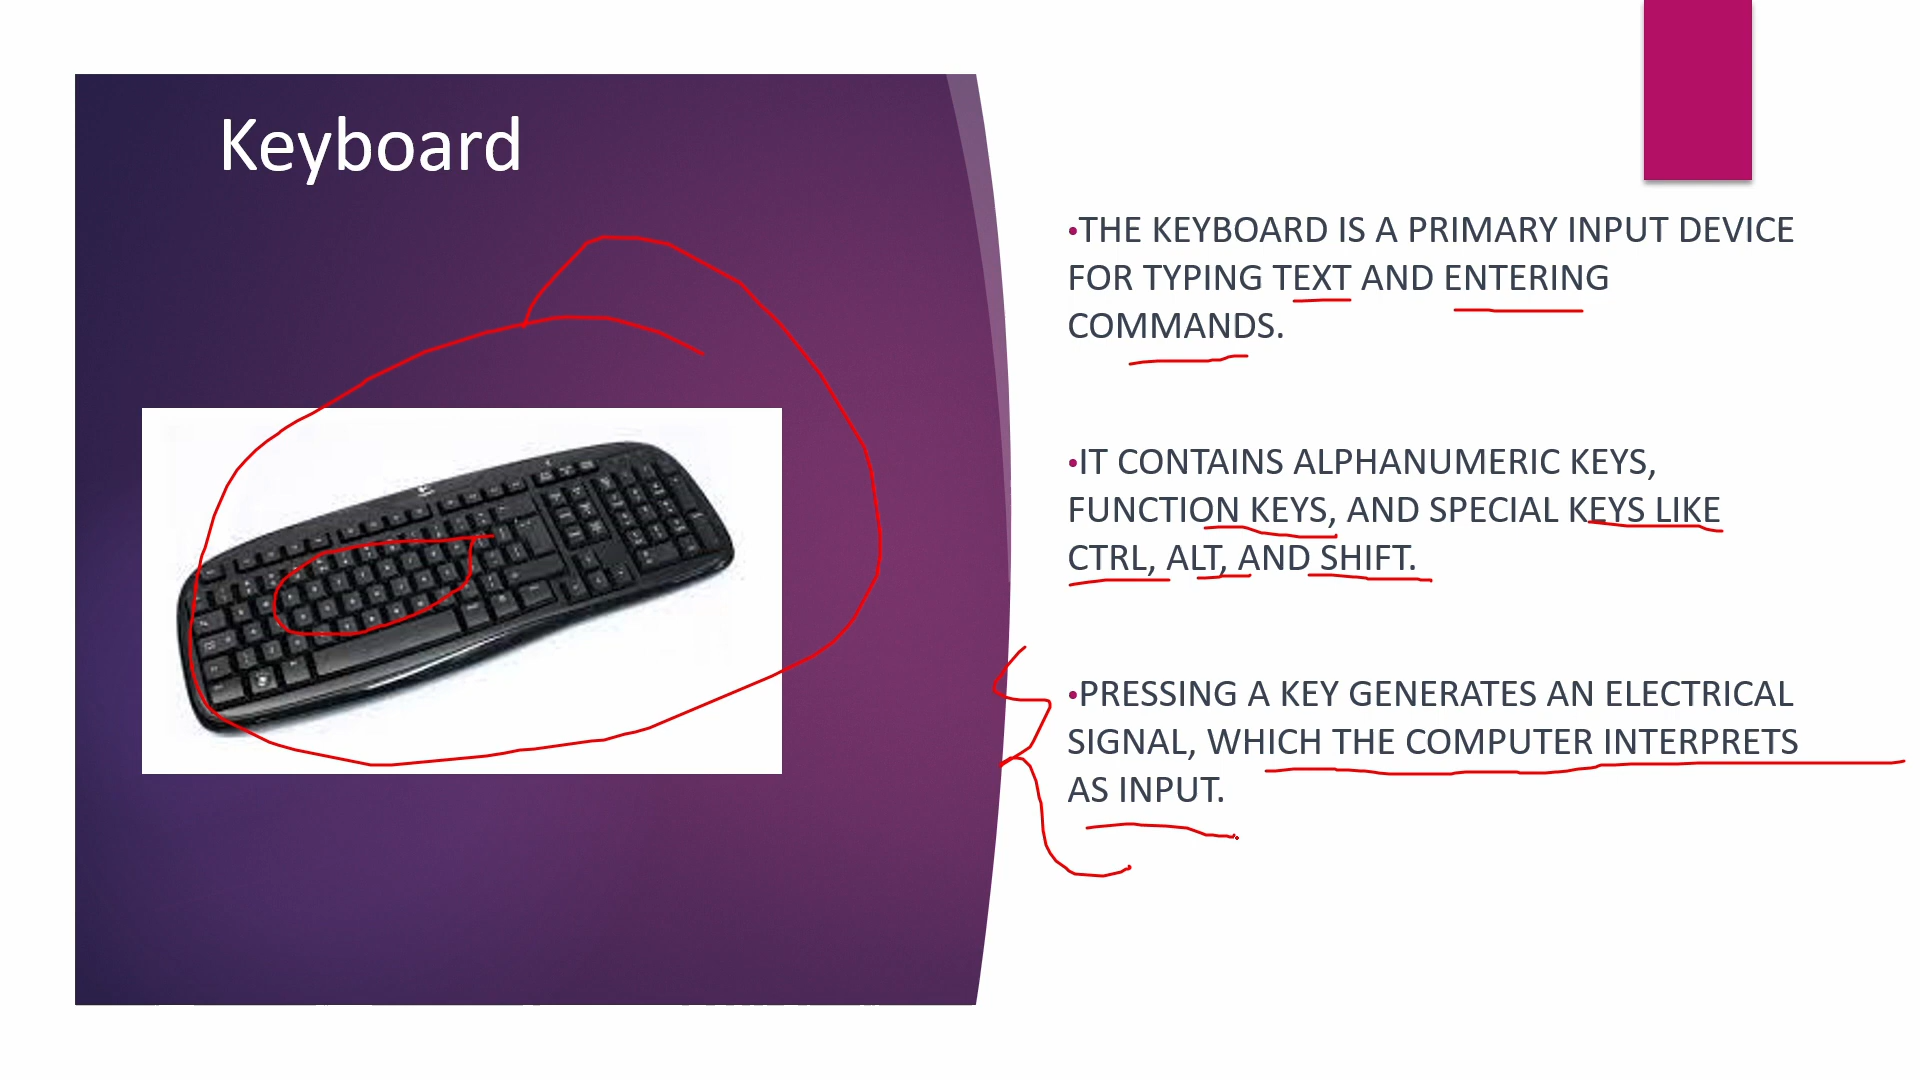 Keyboard
•THE KEYBOARD IS A PRIMARY INPUT DEVICE
FOR TYPING TEXT AND ENTERING
COMMANDS.
•IT CONTAINS ALPHANUMERIC KEYS,
FUNCTION KEYS, AND SPECIAL KEYS LIKE
CTRL, ALT, AND SHIFT.
•PRESSING A KEY GENERATES AN ELECTRICAL
SIGNAL, WHICH THE COMPUTER INTERPRETS
AS INPUT.